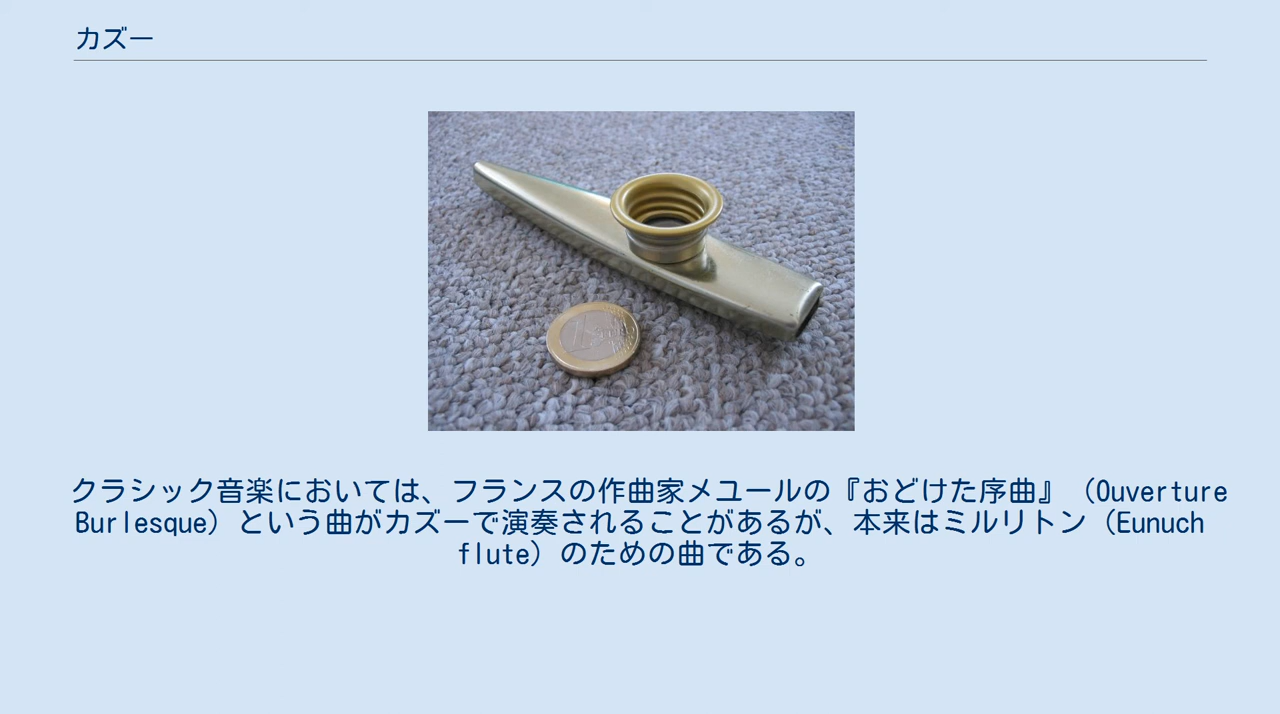 カズー
クラシック音楽においては、フランスの作曲家メユールの『おどけた序曲』（Ouverture
Burlesque）という曲がカズーで演奏されることがあるが、本来はミルリトン（Eunuch
flute）のための曲である。